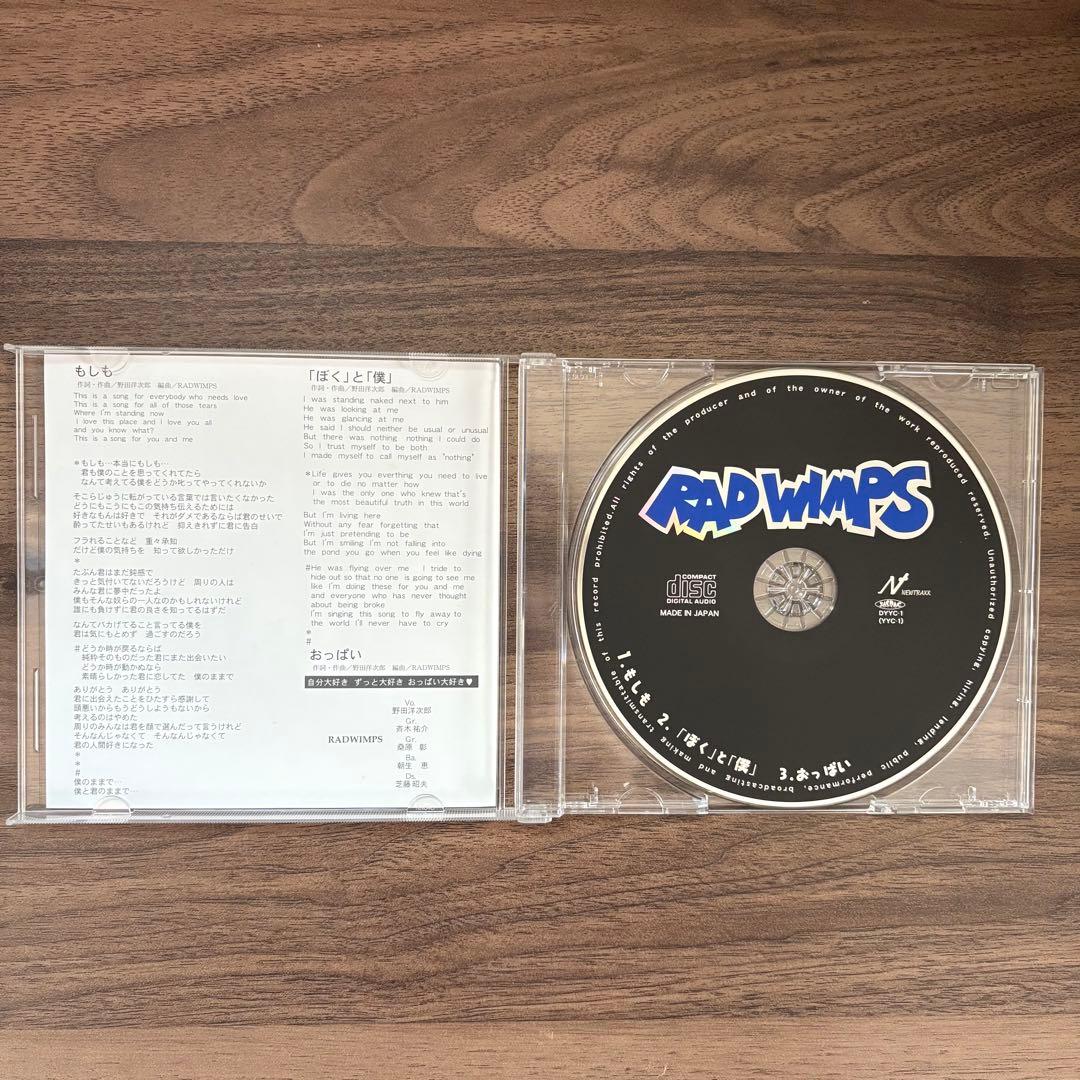 もしも
作詞・作曲／野田洋次郎　編曲／RADWIMPS
This is a song for everybody who needs love
This is a song for all of those tears
Where I'm standing now
I love this place and I love you all
and you know what?
This is a song for you and me
＊もしも…本当にもしも…
君も僕のことを思ってくれてたら
なんて考えてる僕をどうか叱ってやってくれないか
そこらじゅうに転がっている言葉では言いたくなかった
どうにもこうにもこの気持ち伝えるためには
好きなもんは好きで　それがダメであるならば君のせいで
酔ってたせいもあるけれど　抑えきれずに君に告白
フラれることなど　重々承知
だけど僕の気持ちを　知って欲しかっただけ
＊
たぶん君はまだ鈍感で
きっと気付いてないだろうけど　周りの人は
みんな君に夢中だったよ
僕もそんな奴らの一人なのかもしれないけれど
誰にも負けずに君の良さを知ってるはずだ
なんてバカげてること言ってる僕を
君は気にもとめず　過ごすのだろう
＃どうか時が戻るならば
純粋そのものだった君にまた出会いたい
どうか時が動かぬなら
素晴らしかった君に恋してた　僕のままで
ありがとう　ありがとう
君に出会えたことをひたすら感謝して
頭悪いからもうどうしようもないから
考えるのはやめた
周りのみんなは君を顔で選んだって言うけれど
そんなんじゃなくて　そんなんじゃなくて
君の人間好きになった
＊
＊
＃
僕のままで…
僕と君のままで…
「ぼく」と「僕」
作詞・作曲／野田洋次郎　編曲／RADWIMPS
I was standing naked next to him
He was looking at me
He was glancing at me
He said I should neither be usual or unusual
But there was nothing nothing I could do
So I trust myself to be both
I made myself to call myself as "nothing"
＊Life gives you everthing you need to live
or to die no matter how
I was the only one who knew that's
the most beautiful truth in this world
But I'm living here
Without any fear forgetting that
I'm just pretending to be
But I'm smiling I'm not falling into
the pond you go when you feel like dying
#He was flying over me　I tried to
hide out so that no one is going to see me
like I'm doing these for you and me
and everyone who has never thought
about being broke
I'm singing this song to fly away to
the world I'll never　have to cry
＊
#
おっぱい
作詞・作曲／野田洋次郎　編曲／RADWIMPS
自分大好き　ずっと大好き　おっぱい大好き♥
RADWIMPS
Vo.
野田洋次郎
Gr.
斉木祐介
Gr.
桑原　彰
Ba.
朝生　恵
Ds.
芝藤昭夫
All rights of the producer and of the owner of the work reproduced reserved. Unauthorized copying, hiring, lending, public performance, broadcasting and making transmittable of this record prohibited.
RADWIMPS
COMPACT
disc
DIGITAL AUDIO
MADE IN JAPAN
NEWTRAXX
DYYC-1
(YYC-1)
1.もしも 2.「ぼく」と「僕」 3.おっぱい